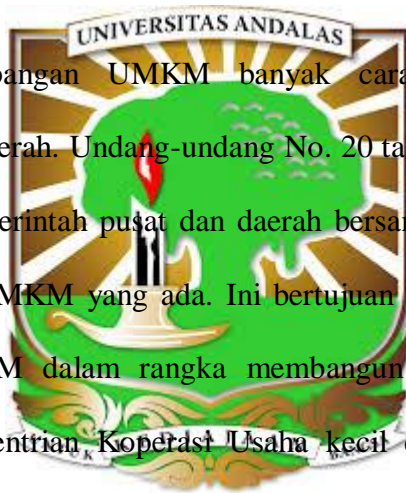 UNIVERSITAS ANDALAS
bangan UMKM banyak cara
erah. Undang-undang No. 20 ta
erintah pusat dan daerah bersa
MKM yang ada. Ini bertujuan
M dalam rangka membangun
entrian Koperasi Usaha kecil